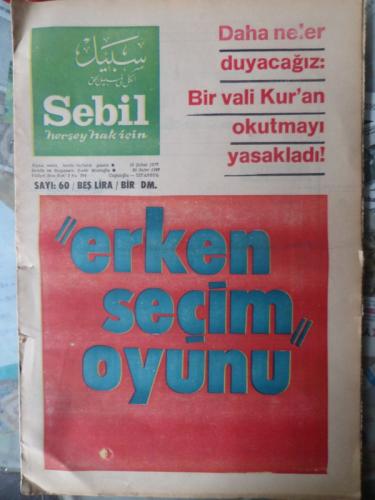 سبيل
Sebil
herşey hak için
Daha neler
duyacağız:
Bir vali Kur'an
okutmayı
yasakladı!
SAYI: 60 / BEŞ LİRA / BİR DM.
"erken
seçim
oyunu"